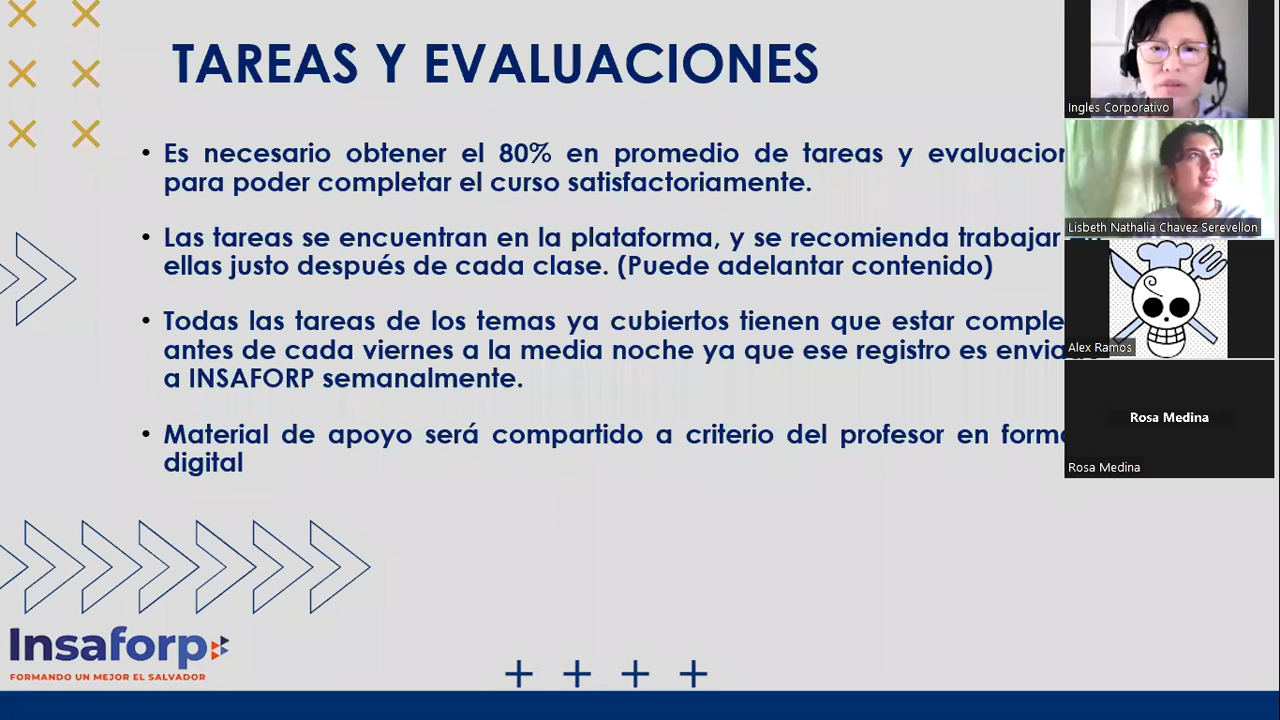 TAREAS Y EVALUACIONES
Es necesario obtener el 80% en promedio de tareas y evaluacion
para poder completar el curso satisfactoriamente.
Las tareas se encuentran en la plataforma, y se recomienda trabajar
ellas justo después de cada clase. (Puede adelantar contenido)
Todas las tareas de los temas ya cubiertos tienen que estar comple
antes de cada viernes a la media noche ya que ese registro es envia
a INSAFORP semanalmente.
Material de apoyo será compartido a criterio del profesor en forma
digital
Insaforp
FORMANDO UN MEJOR EL SALVADOR
Ingles Corporativo
Lisbeth Nathalia Chavez Serevellon
Alex Ramos
Rosa Medina
Rosa Medina